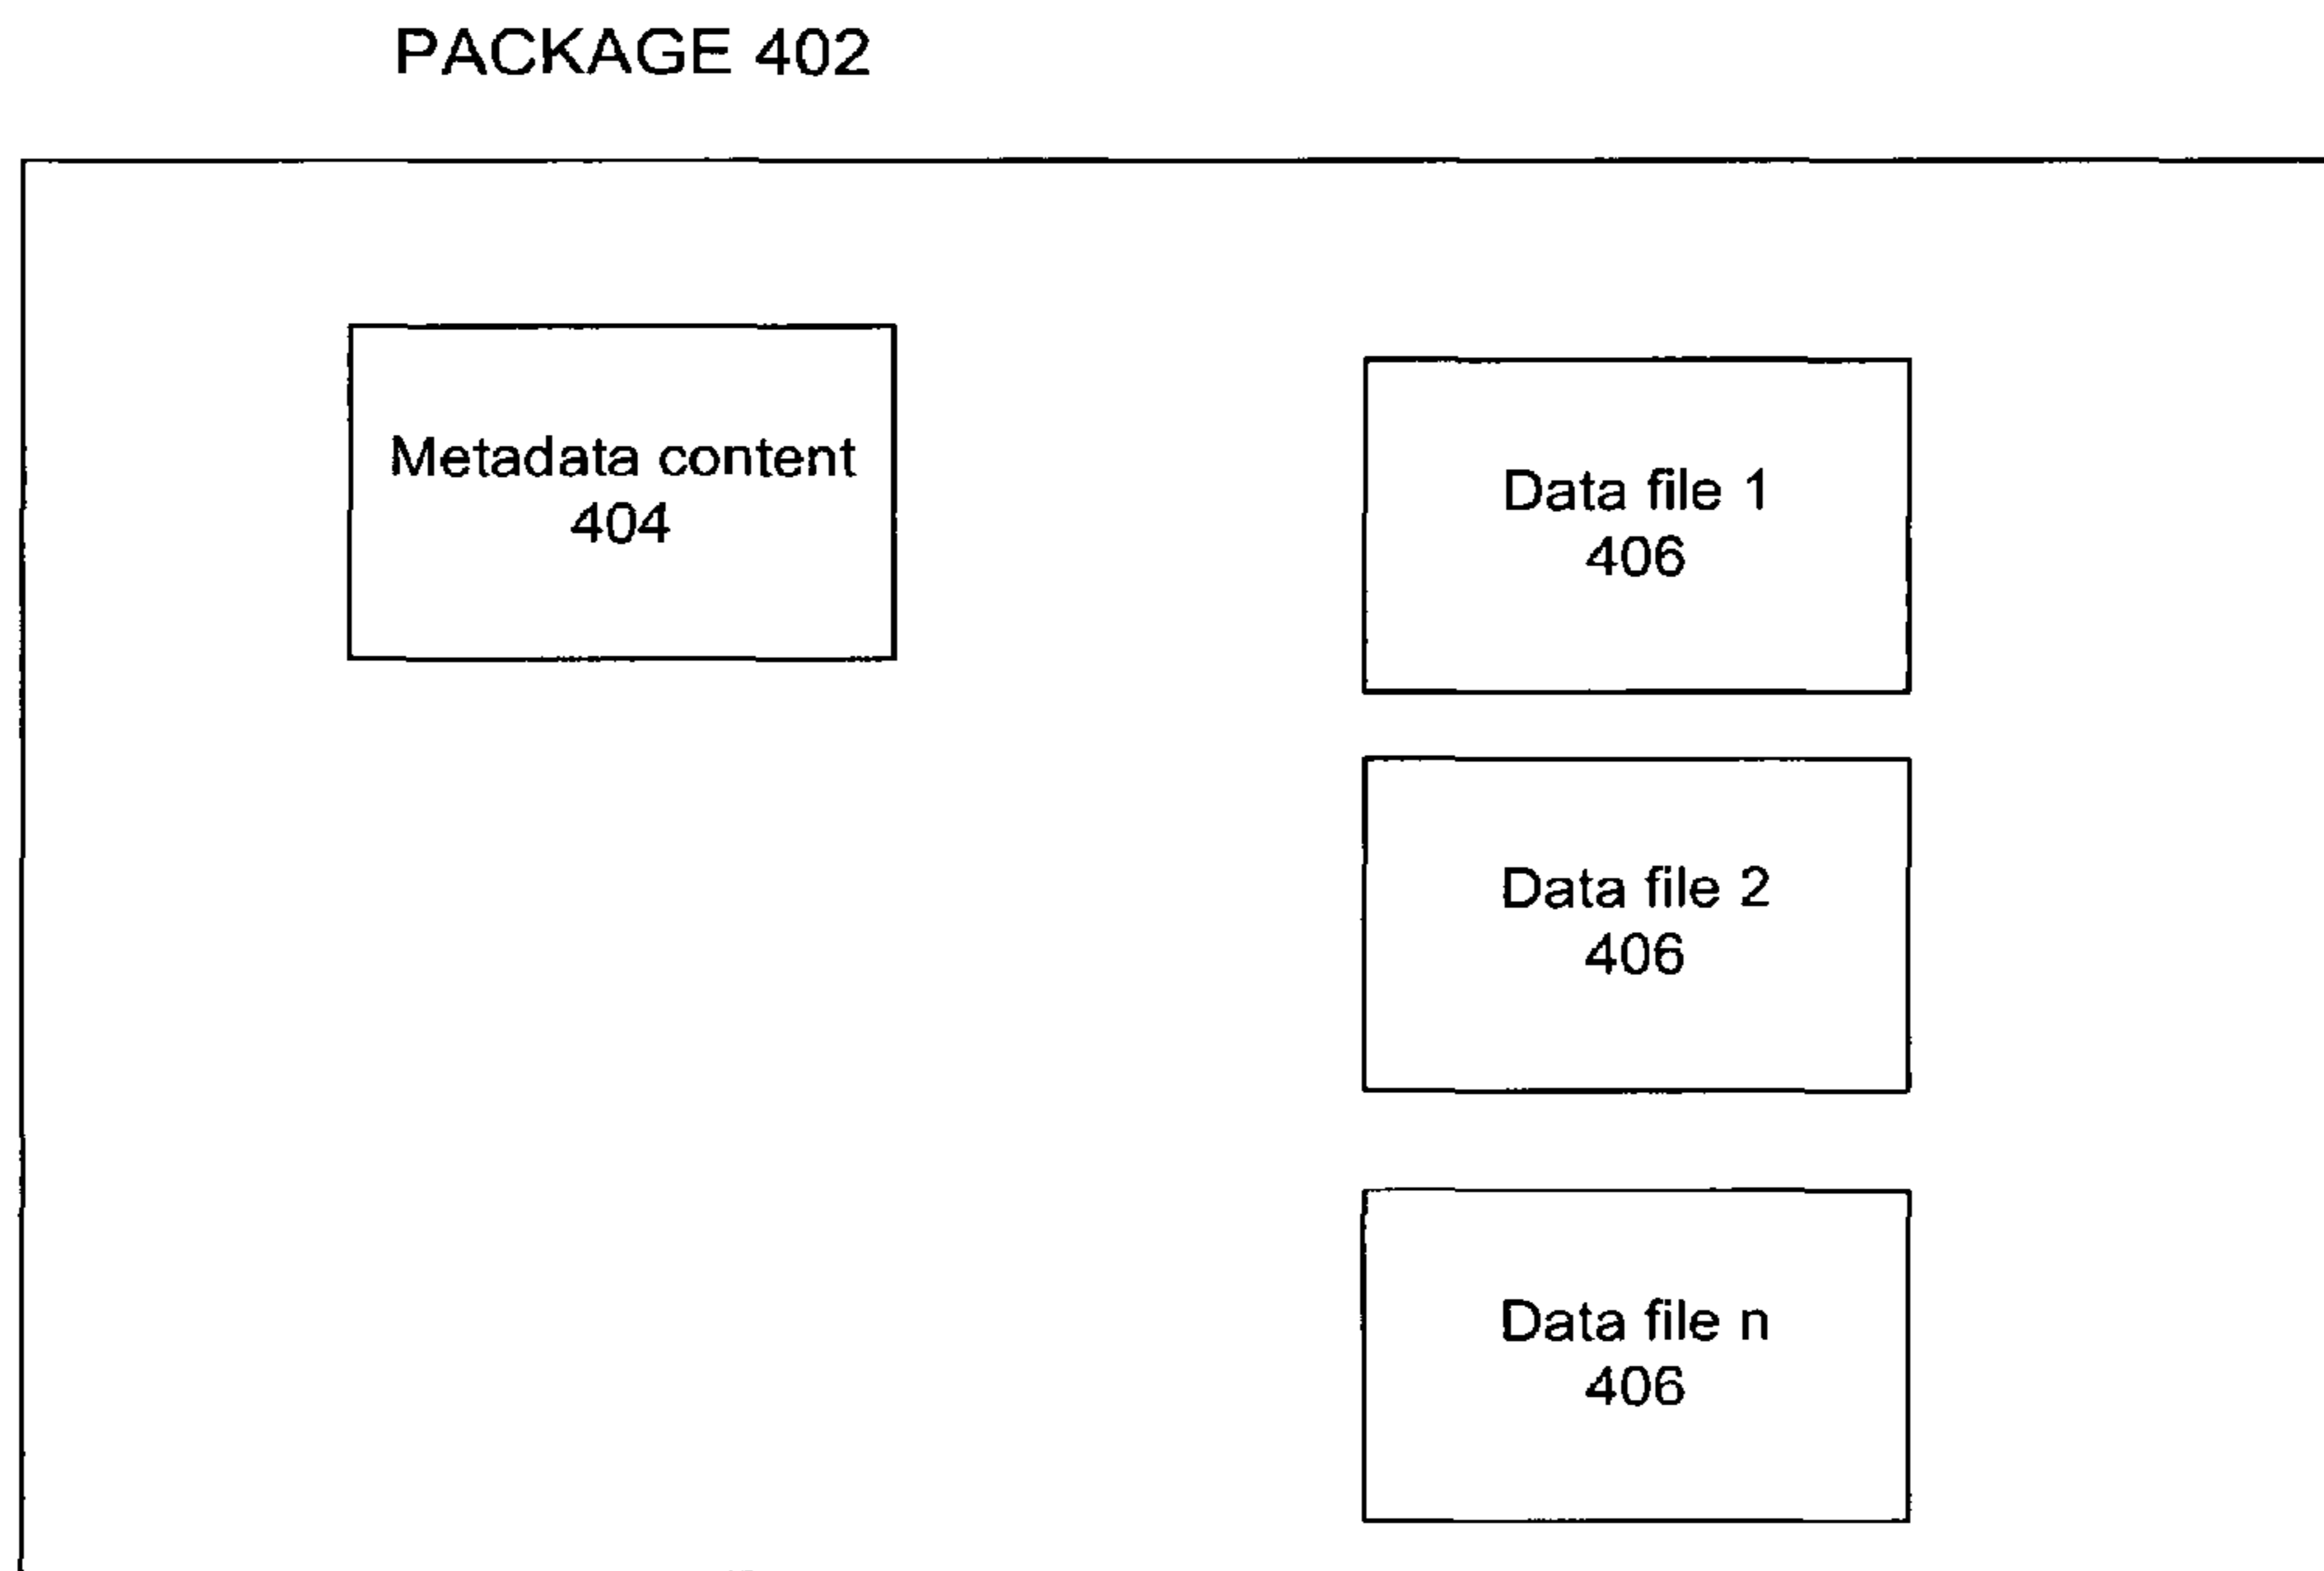 PACKAGE 402
Metadata content
404
Data file 1
406
Data file 2
406
Data file n
406